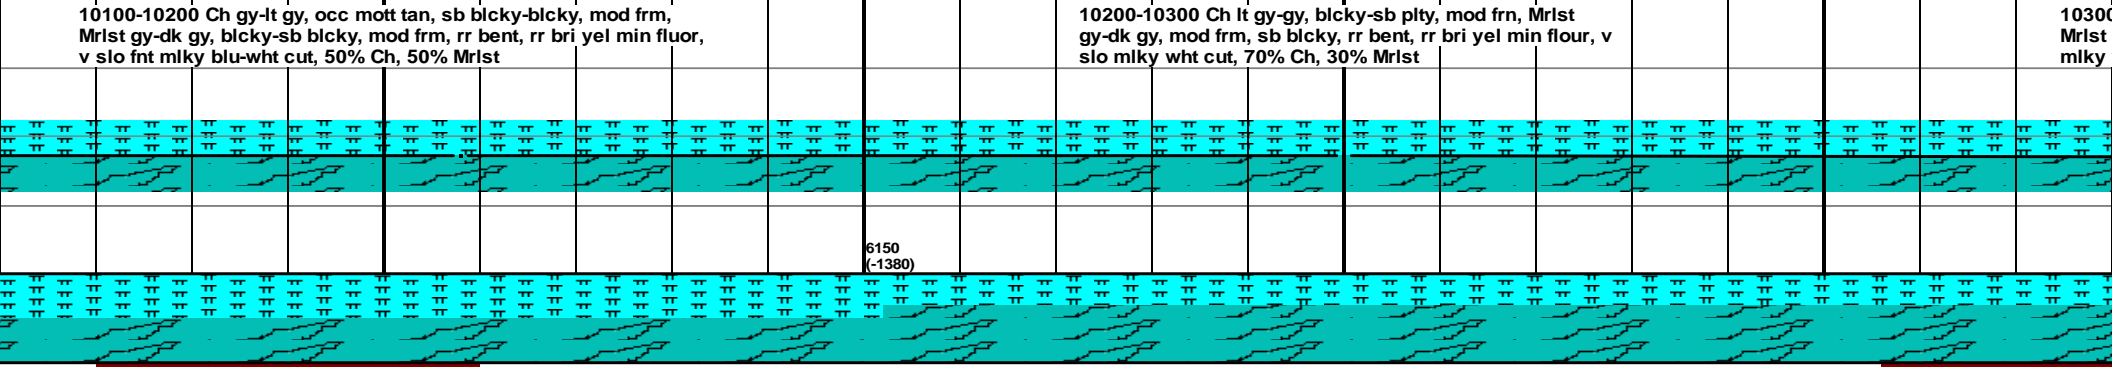 10100-10200 Ch gy-lt gy, occ mott tan, sb blcky-blcky, mod frm,
Mrlst gy-dk gy, blcky-sb blcky, mod frm, rr bent, rr bri yel min fluor,
v slo fnt mlky blu-wht cut, 50% Ch, 50% Mrlst
10200-10300 Ch lt gy-gy, blcky-sb plty, mod frn, Mrlst
gy-dk gy, mod frm, sb blcky, rr bent, rr bri yel min flour, v
slo mlky wht cut, 70% Ch, 30% Mrlst
10300
Mrlst
mlky
6150
(-1380)